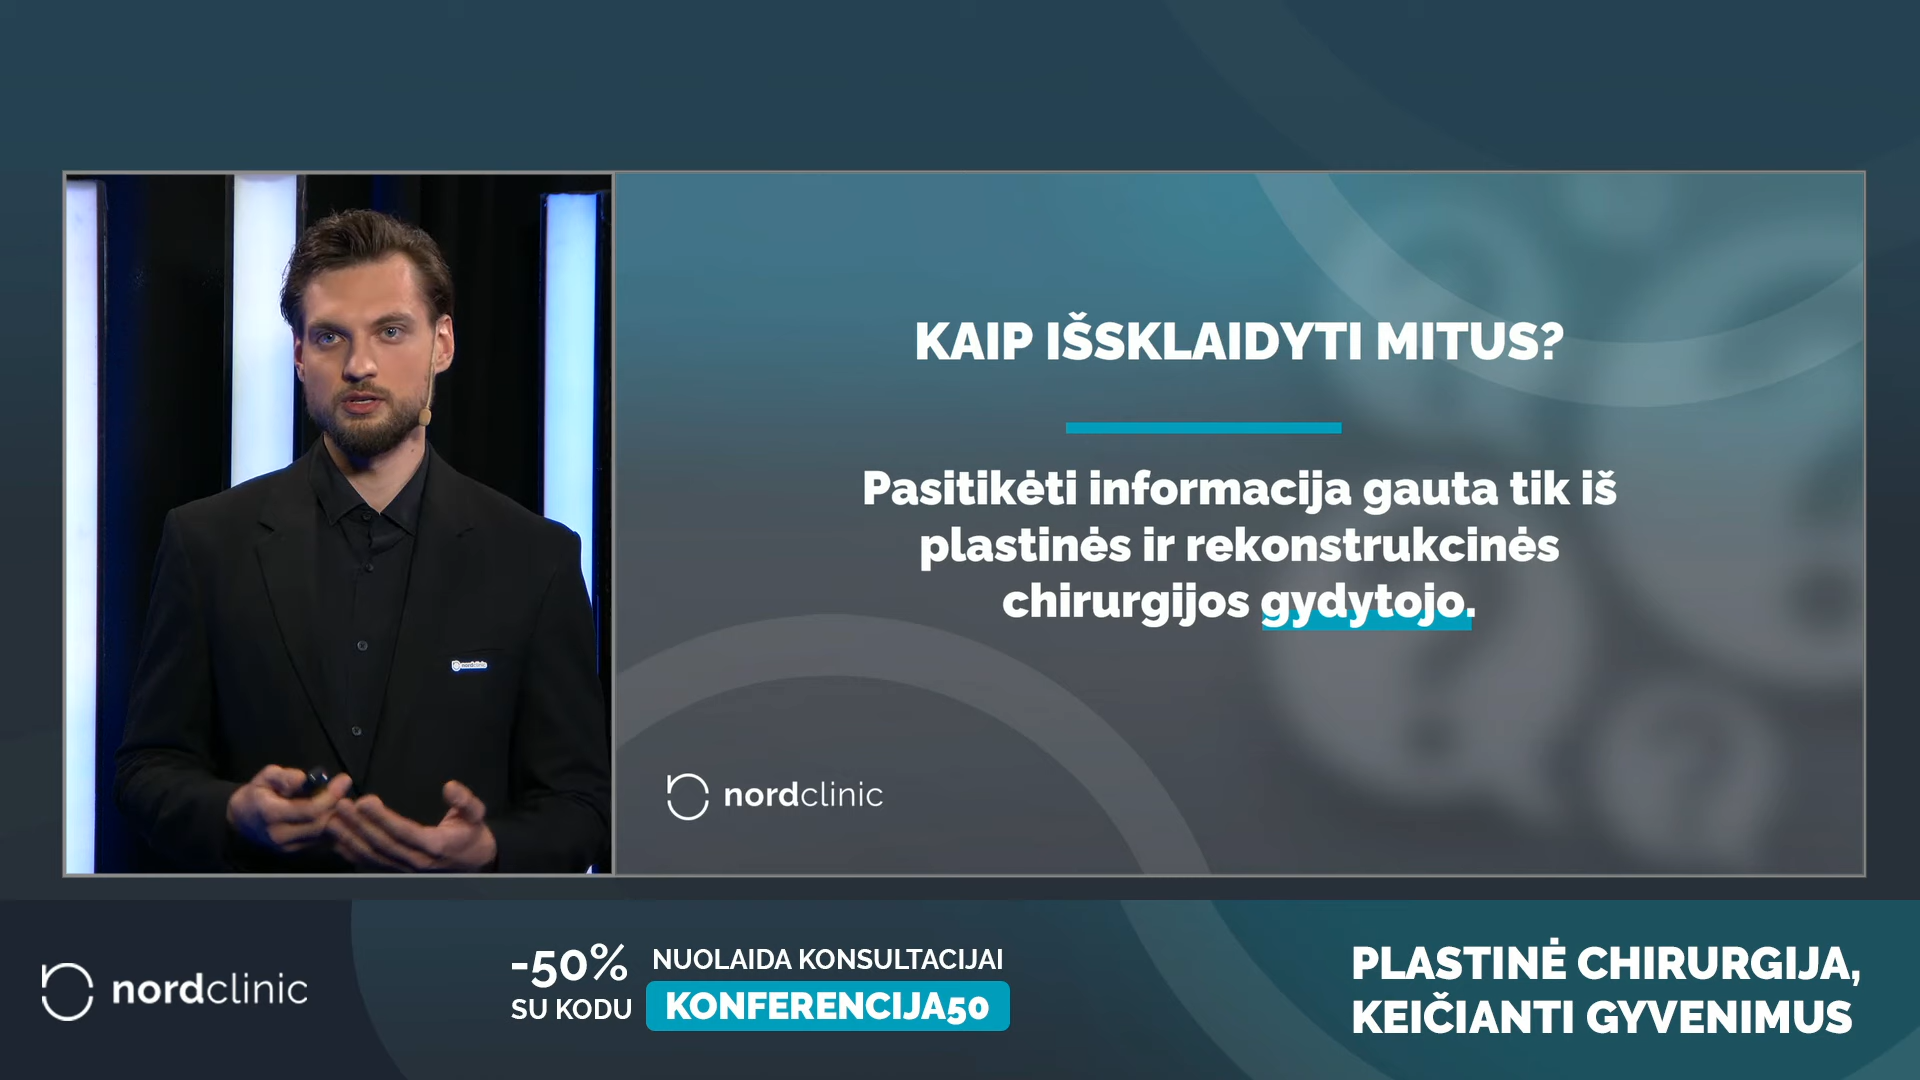 KAIP IŠSKLAIDYTI MITUS?
Pasitikėti informacija gauta tik iš
plastinės ir rekonstrukcinės
chirurgijos gydytojo.
nordclinic
nordclinic
nordclinic
-50% NUOLAIDA KONSULTACIJAI
SU KODU KONFERENCIJA50
PLASTINĖ CHIRURGIJA,
KEIČIANTI GYVENIMUS